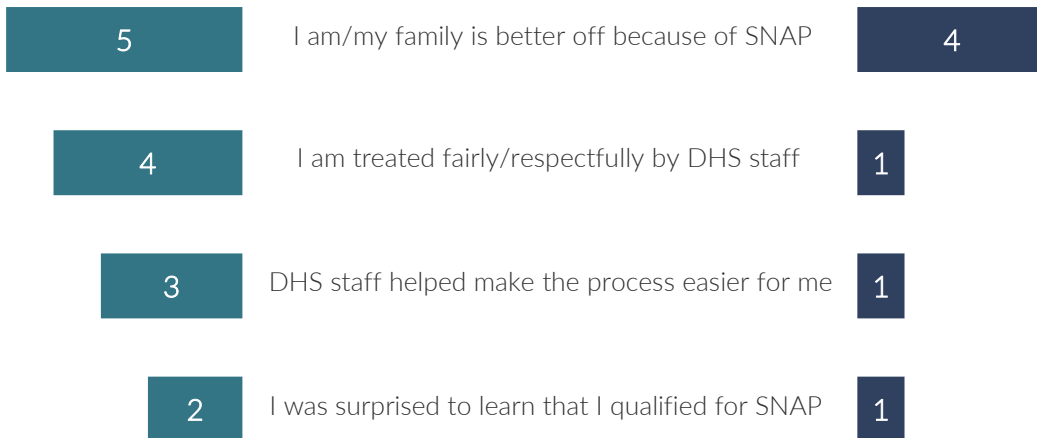 5 I am/my family is better off because of SNAP 4
4 I am treated fairly/respectfully by DHS staff 1
3 DHS staff helped make the process easier for me 1
2 I was surprised to learn that I qualified for SNAP 1